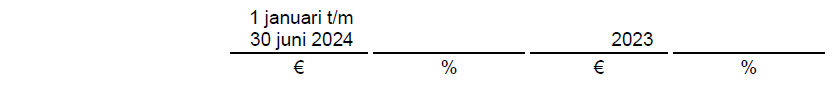 1 januari t/m
30 juni 2024 2023
€ % € %